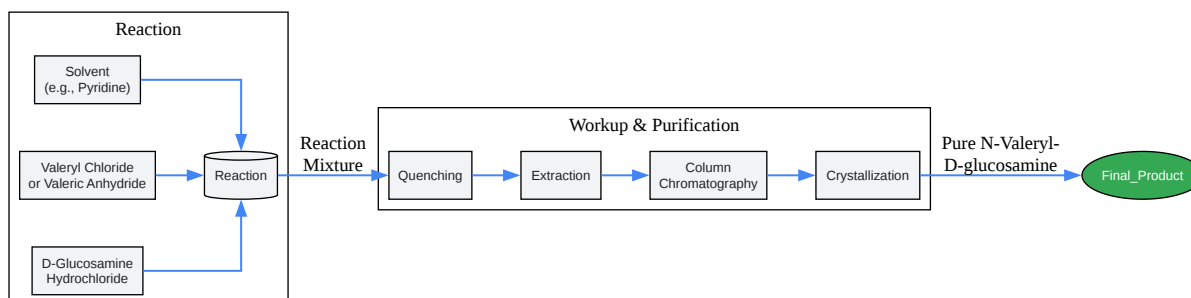 Reaction
Solvent
(e.g., Pyridine)
Valeryl Chloride
or Valeric Anhydride
D-Glucosamine
Hydrochloride
Reaction
Reaction
Mixture
Workup & Purification
Quenching
Extraction
Column
Chromatography
Crystallization
Pure N-Valeryl-
D-glucosamine
Final_Product